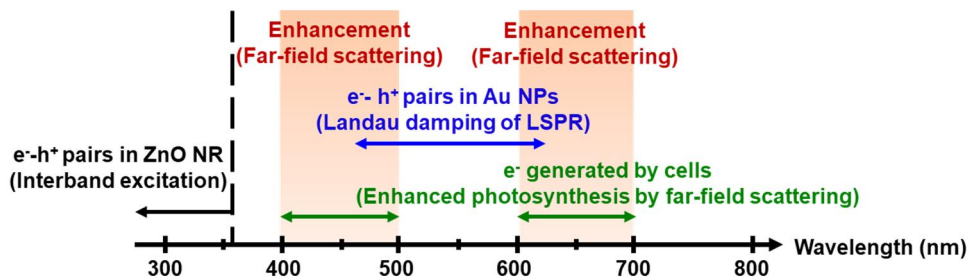 Enhancement
(Far-field scattering)
Enhancement
(Far-field scattering)
e⁻- h⁺ pairs in Au NPs
(Landau damping of LSPR)
e⁻-h⁺ pairs in ZnO NR
(Interband excitation)
e⁻ generated by cells
(Enhanced photosynthesis by far-field scattering)
300 400 500 600 700 800
Wavelength (nm)